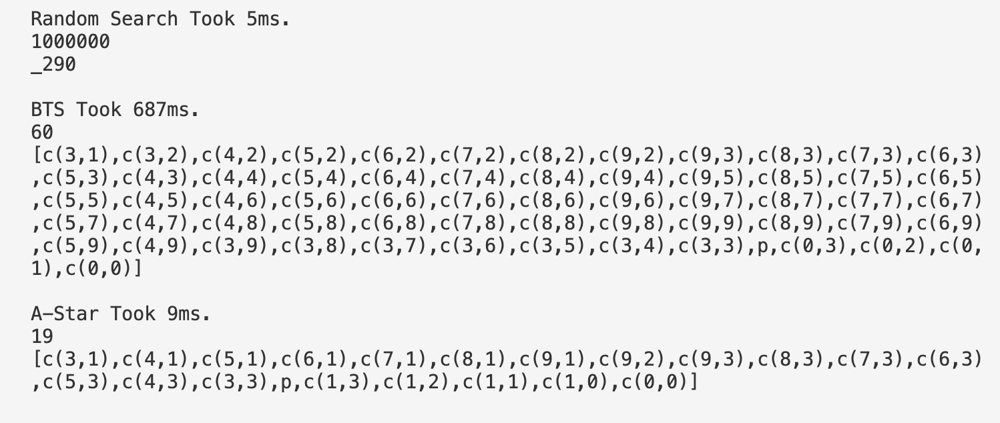 Random Search Took 5ms.
1000000
_290
BTS Took 687ms.
60
[c(3,1),c(3,2),c(4,2),c(5,2),c(6,2),c(7,2),c(8,2),c(9,2),c(9,3),c(8,3),c(7,3),c(6,3)
,c(5,3),c(4,3),c(4,4),c(5,4),c(6,4),c(7,4),c(8,4),c(9,4),c(9,5),c(8,5),c(7,5),c(6,5)
,c(5,5),c(4,5),c(4,6),c(5,6),c(6,6),c(7,6),c(8,6),c(9,6),c(9,7),c(8,7),c(7,7),c(6,7)
,c(5,7),c(4,7),c(4,8),c(5,8),c(6,8),c(7,8),c(8,8),c(9,8),c(9,9),c(8,9),c(7,9),c(6,9)
,c(5,9),c(4,9),c(3,9),c(3,8),c(3,7),c(3,6),c(3,5),c(3,4),c(3,3),p,c(0,3),c(0,2),c(0,
1),c(0,0)]
A-Star Took 9ms.
19
[c(3,1),c(4,1),c(5,1),c(6,1),c(7,1),c(8,1),c(9,1),c(9,2),c(9,3),c(8,3),c(7,3),c(6,3)
,c(5,3),c(4,3),c(3,3),p,c(1,3),c(1,2),c(1,1),c(1,0),c(0,0)]